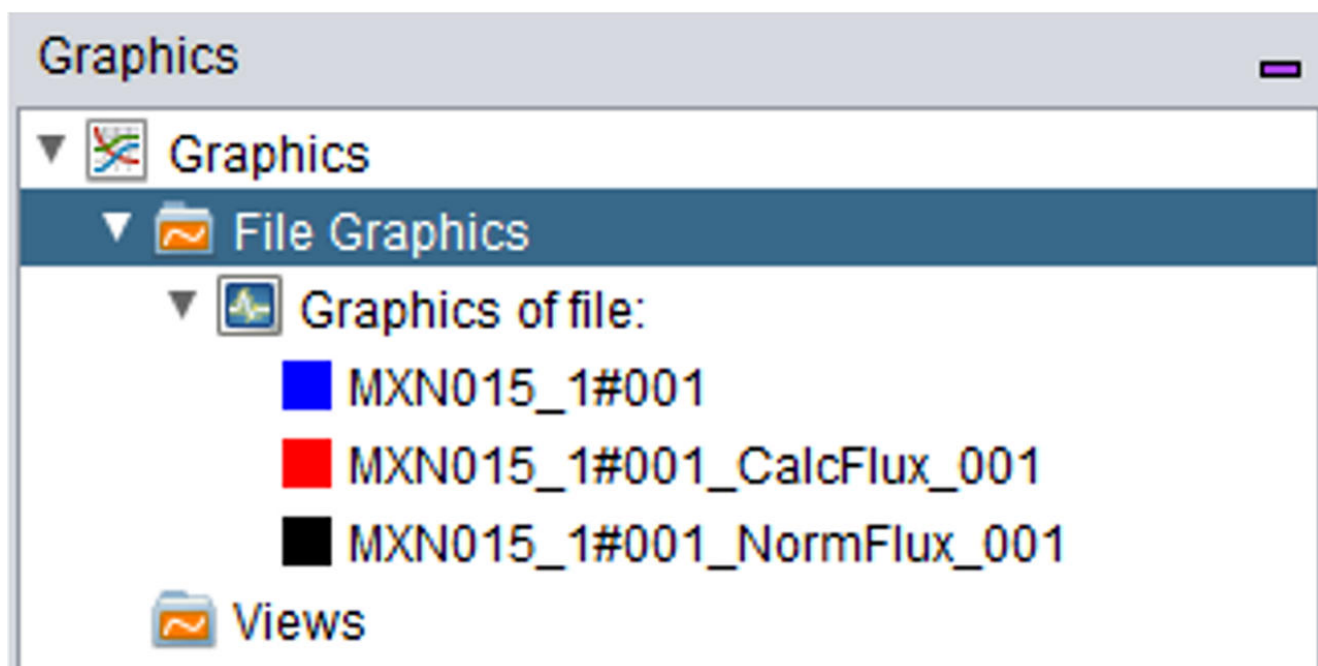 Graphics
Graphics
File Graphics
Graphics of file:
MXN015_1#001
MXN015_1#001_CalcFlux_001
MXN015_1#001_NormFlux_001
Views